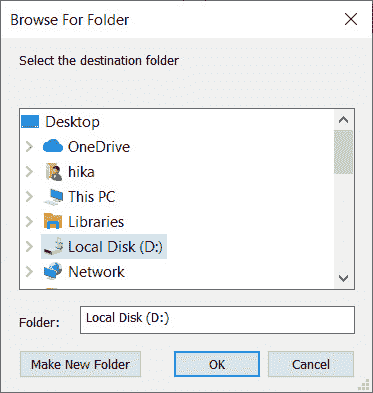 Browse For Folder
Select the destination folder
Desktop
OneDrive
hika
This PC
Libraries
Local Disk (D:)
Network
Folder: Local Disk (D:)
Make New Folder OK Cancel